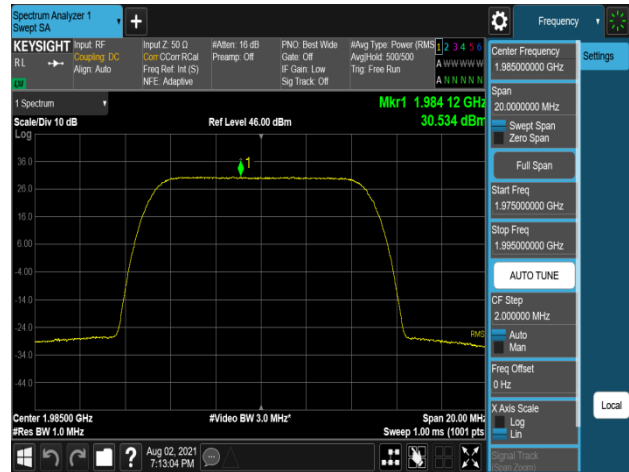 Spectrum Analyzer 1
Swept SA
+
Frequency
KEYSIGHT Input: RF Input Z: 50 Ω #Atten: 16 dB PNO: Best Wide #Avg Type: Power (RMS 1 2 3 4 5 6
RL Coupling: DC Corr CCorr RCal Preamp: Off Gate: Off Avg|Hold: 500/500 A W W W W W
Align: Auto Freq Ref: Int (S) IF Gain: Low Trig: Free Run
NFE: Adaptive Sig Track: Off A N N N N N
1 Spectrum
Mkr1 1.984 12 GHz
Scale/Div 10 dB Ref Level 46.00 dBm 30.534 dBm
Log
36.0
26.0
16.0
6.00
-4.00
-14.0
-24.0
-34.0
-44.0
1
RMS
Center 1.98500 GHz #Video BW 3.0 MHz* Span 20.00 MHz
#Res BW 1.0 MHz Sweep 1.00 ms (1001 pts
Aug 02, 2021
7:13:04 PM
?
Center Frequency
1.985000000 GHz
Settings
Span
20.0000000 MHz
Swept Span
Zero Span
Full Span
Start Freq
1.975000000 GHz
Stop Freq
1.995000000 GHz
AUTO TUNE
CF Step
2.000000 MHz
Auto
Man
Freq Offset
0 Hz
X Axis Scale
Log
Lin
Local
Signal Track
(Span Zoom)